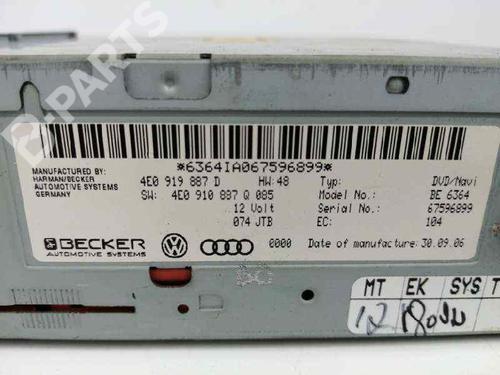 B-PARTS
*6364IA067596899*
MANUFACTURED BY:
HARMAN/BECKER
AUTOMOTIVE SYSTEMS
GERMANY
4E0 919 887 D HW:48 Typ: DVD/Navi
SW: 4E0 910 887 Q 085 Model No.: BE 6364
12 Volt Serial No.: 67596899
074 JTB EC: 104
BECKER
AUTOMOTIVE SYSTEMS
0000 Date of manufacture: 30.09.06
MT EK SYS T